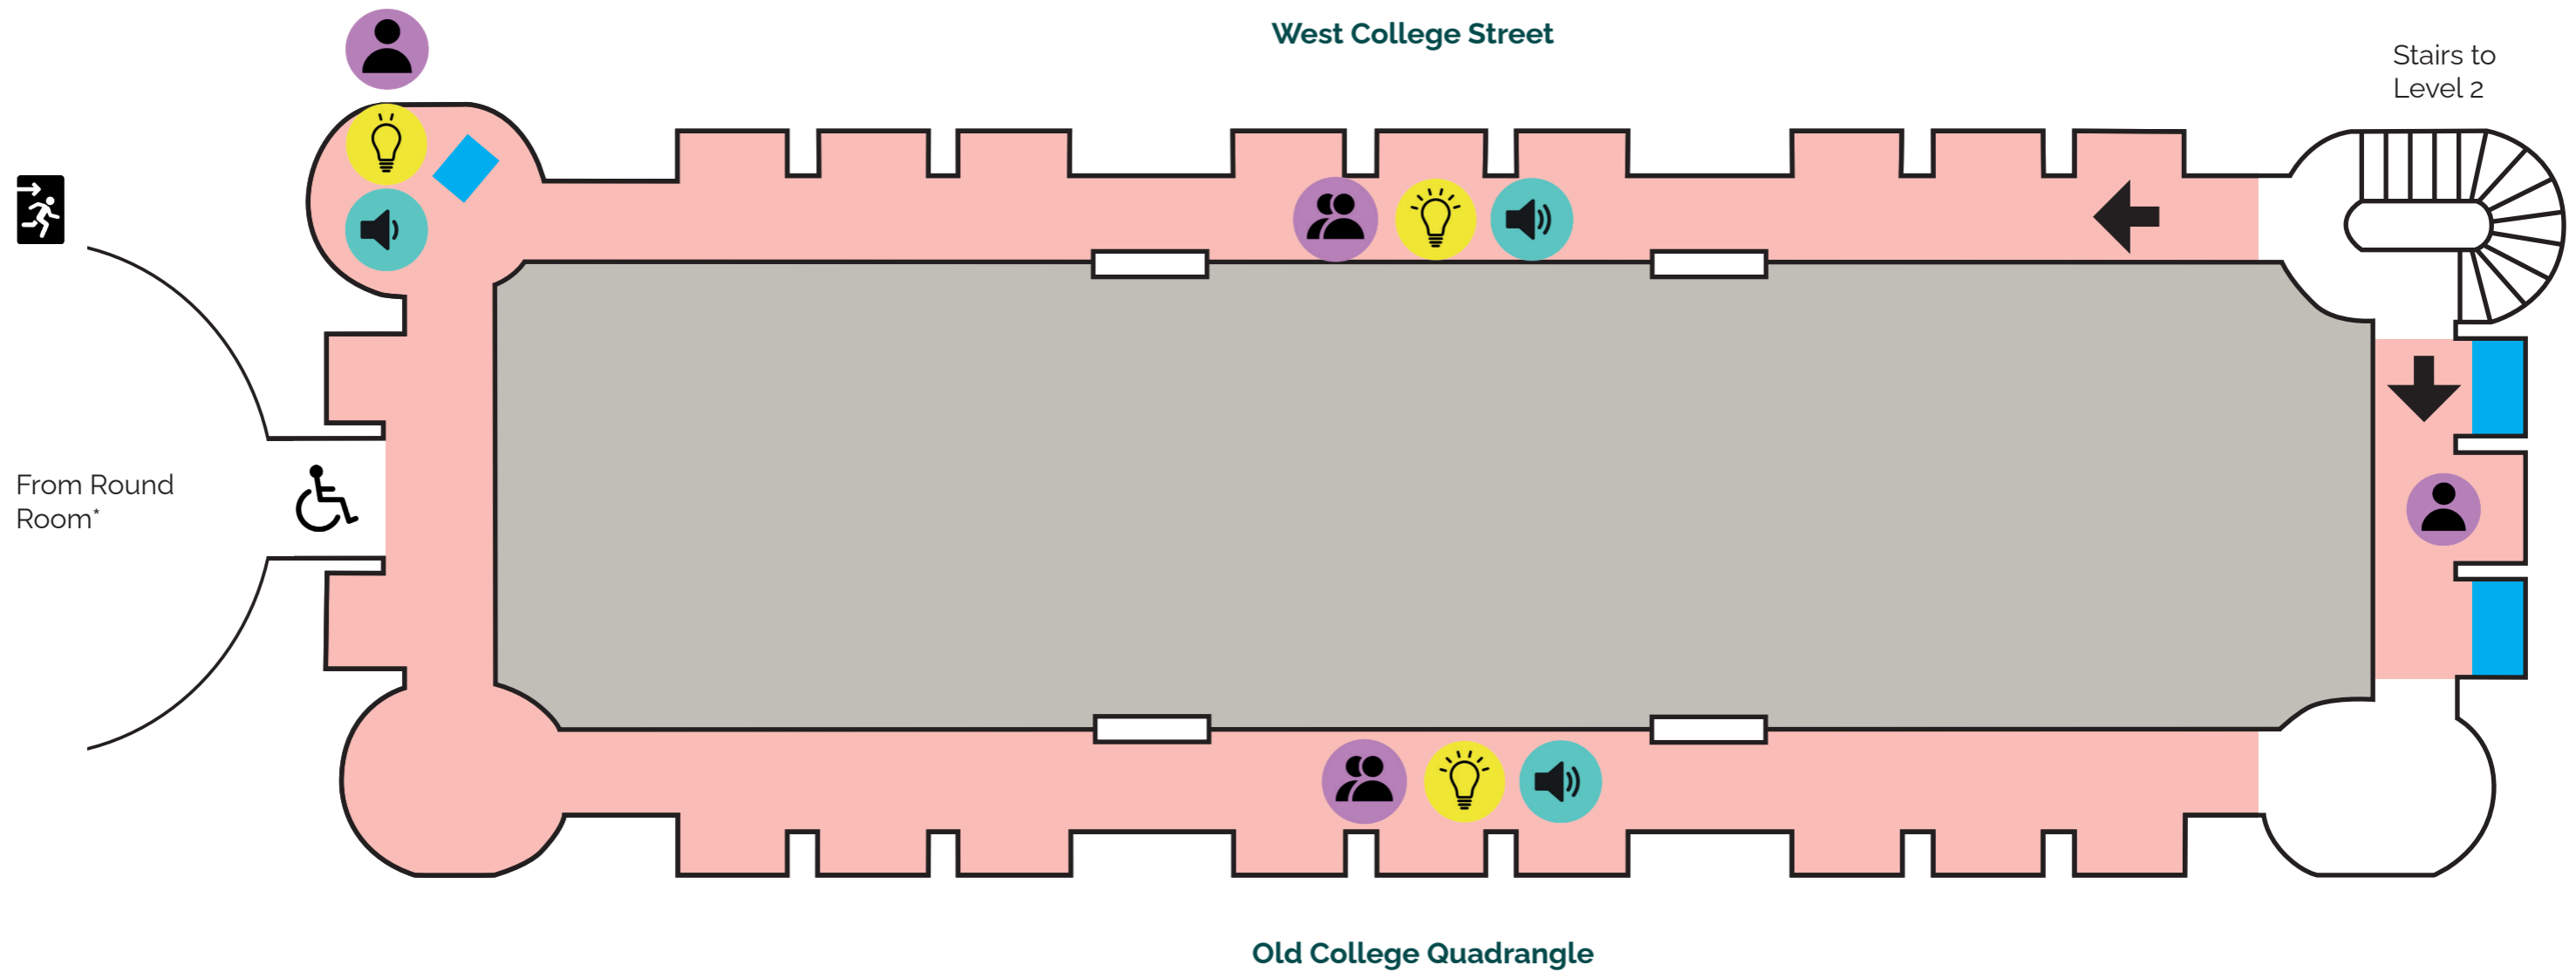 West College Street
Stairs to
Level 2
From Round
Room*
Old College Quadrangle